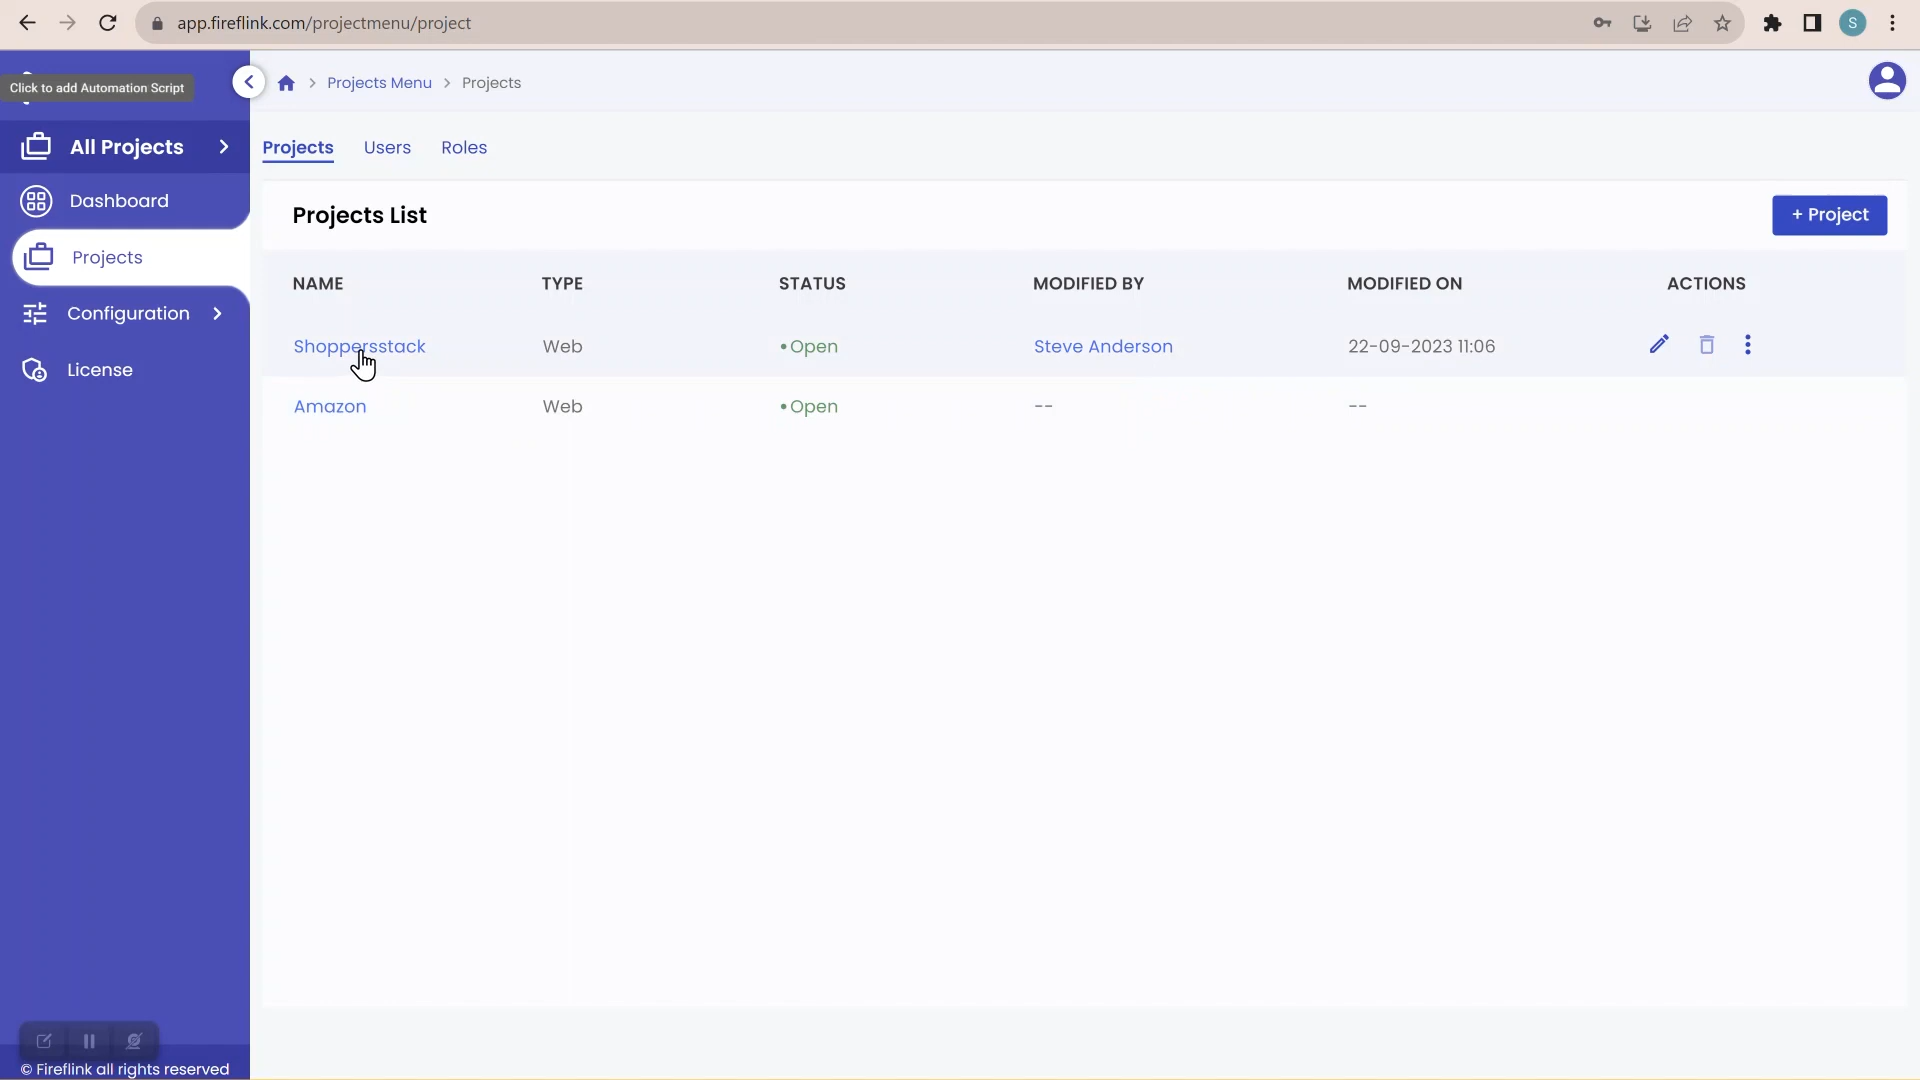 app.fireflink.com/projectmenu/project
S
Click to add Automation Script
Projects Menu
Projects
All Projects
Dashboard
Projects
Configuration
License
Projects
Users
Roles
Projects List
+ Project
NAME
TYPE
STATUS
MODIFIED BY
MODIFIED ON
ACTIONS
Shoppersstack
Web
•Open
Steve Anderson
22-09-2023 11:06
Amazon
Web
•Open
--
--
© Fireflink all rights reserved